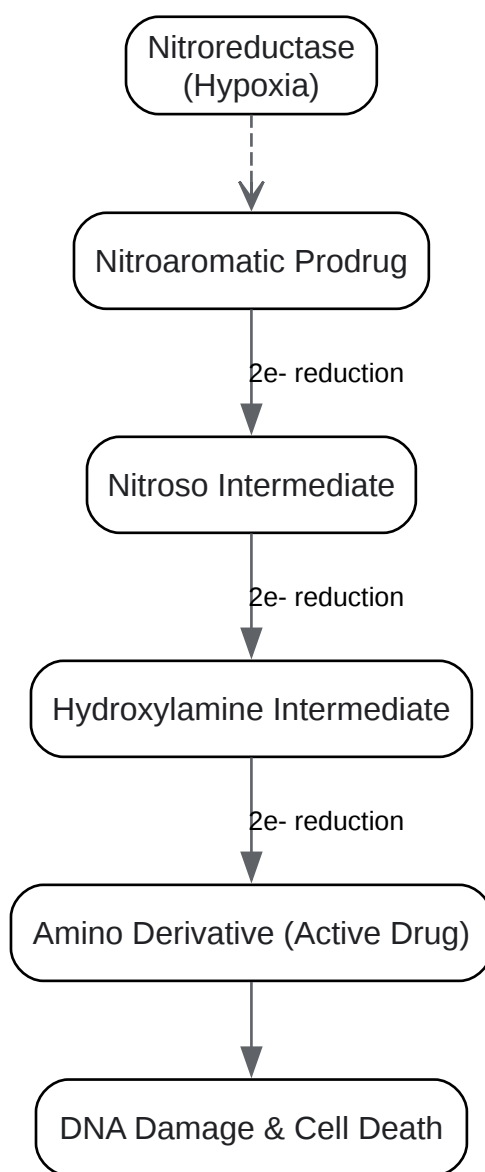 Nitroreductase
(Hypoxia)
Nitroaromatic Prodrug
2e- reduction
Nitroso Intermediate
2e- reduction
Hydroxylamine Intermediate
2e- reduction
Amino Derivative (Active Drug)
DNA Damage & Cell Death